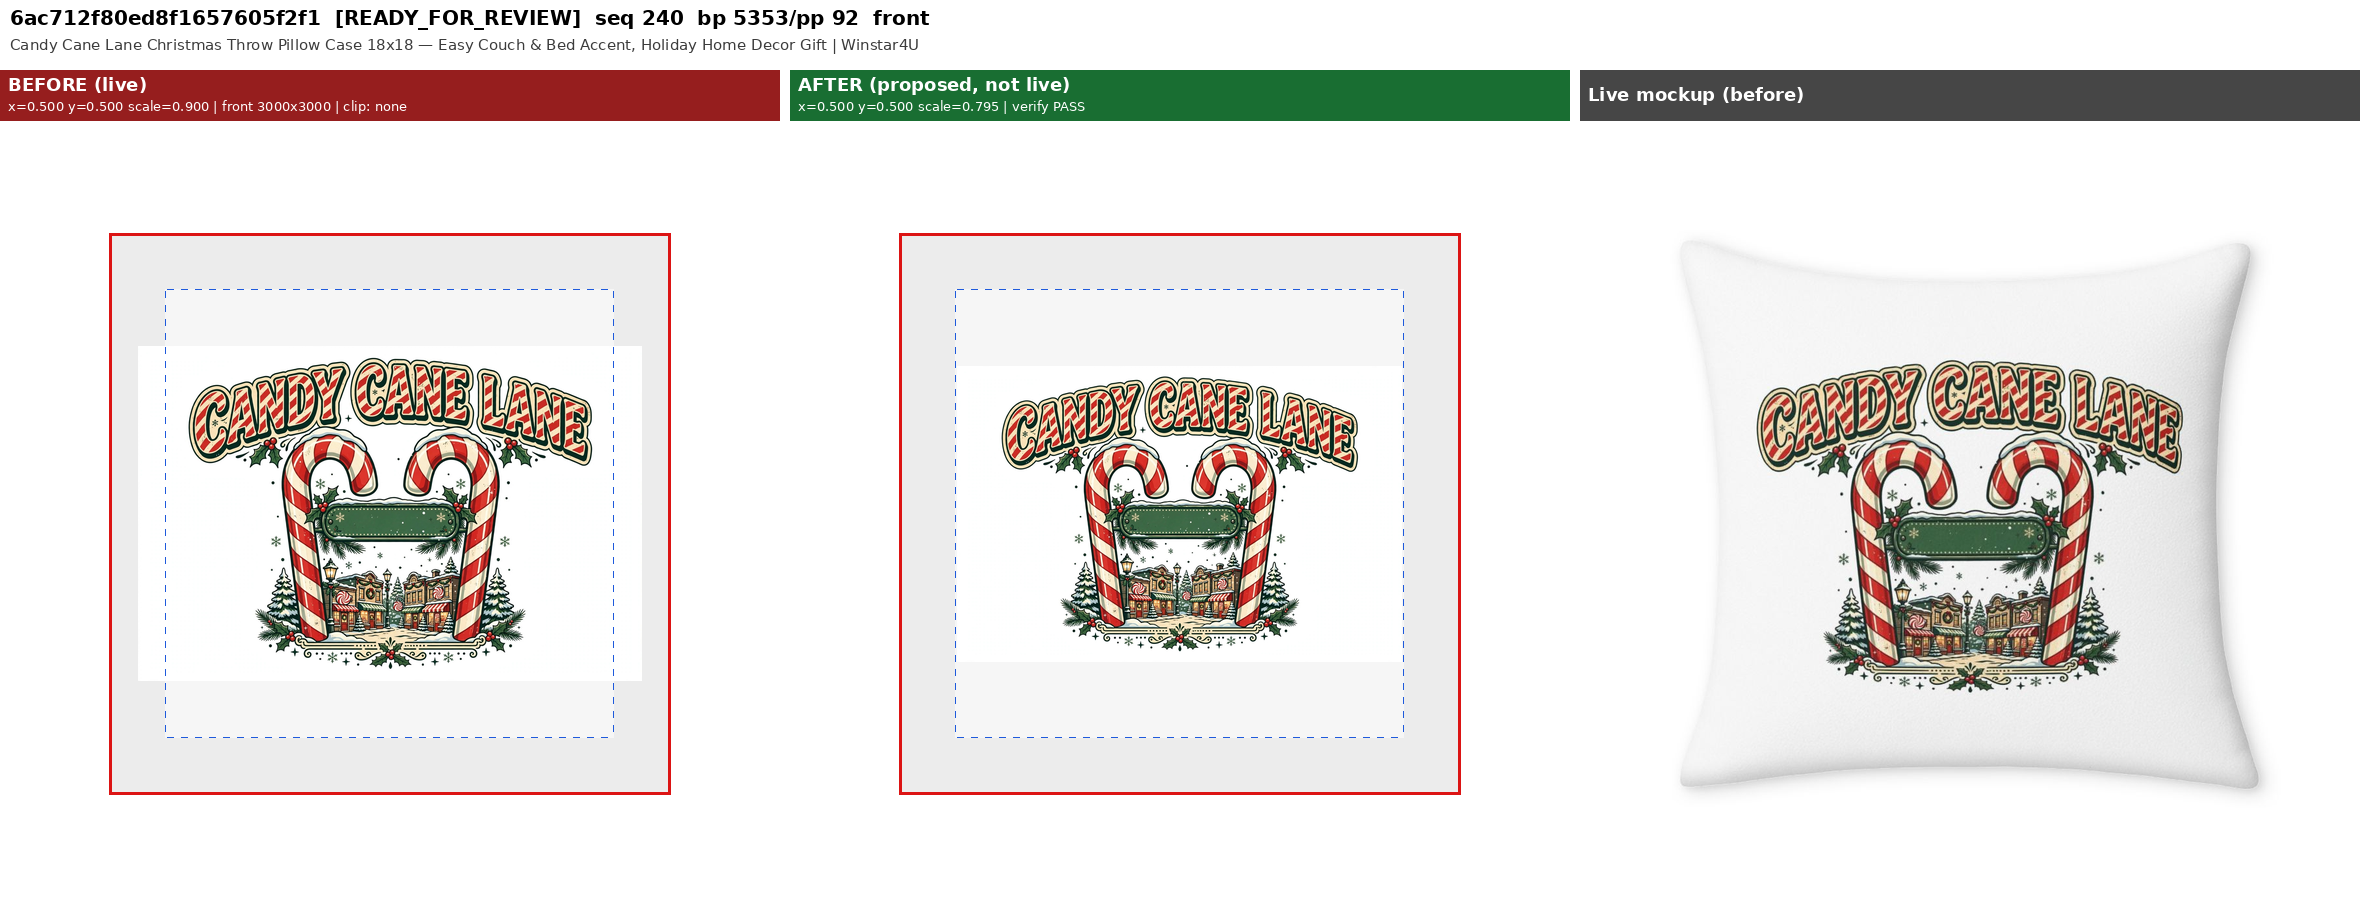 6ac712f80ed8f1657605f2f1 [READY_FOR_REVIEW] seq 240 bp 5353/pp 92 front
Candy Cane Lane Christmas Throw Pillow Case 18x18 — Easy Couch & Bed Accent, Holiday Home Decor Gift | Winstar4U
BEFORE (live)
x=0.500 y=0.500 scale=0.900 | front 3000x3000 | clip: none
AFTER (proposed, not live)
x=0.500 y=0.500 scale=0.795 | verify PASS
Live mockup (before)
CANDY CANE LANE
CANDY CANE LANE
CANDY CANE LANE